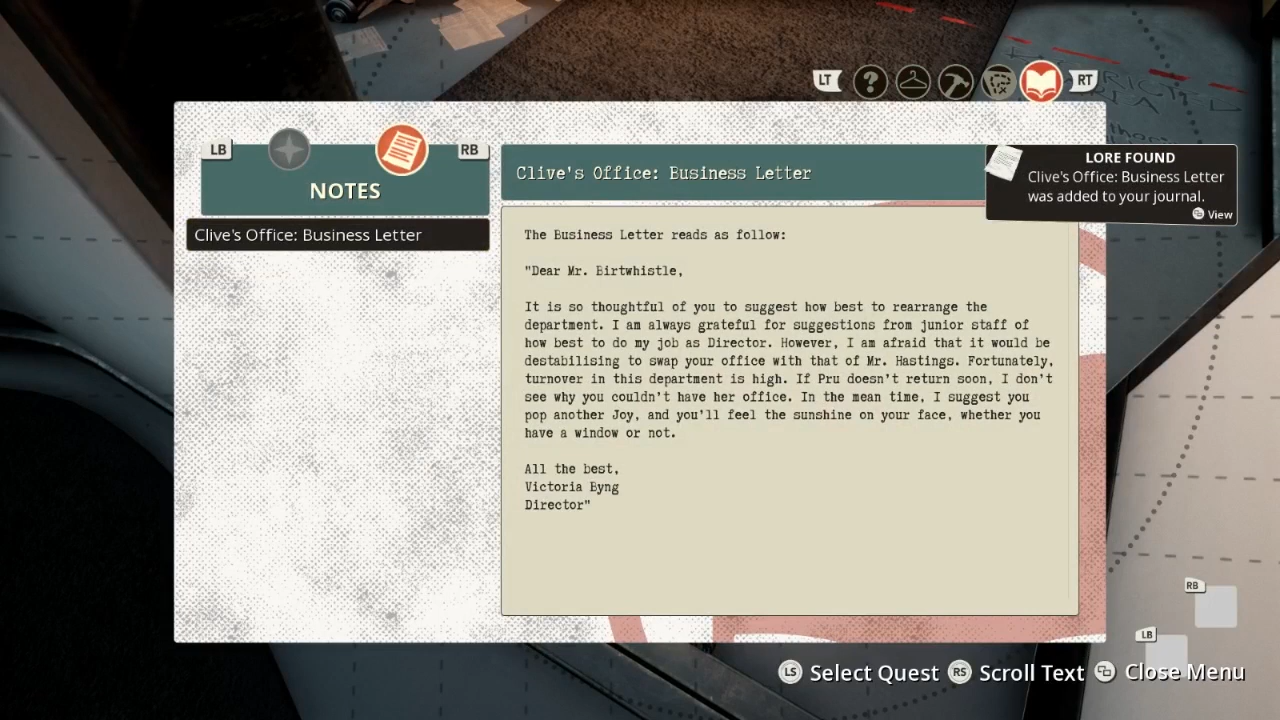 LT
RT
LB
RB
NOTES
Clive's Office: Business Letter
Clive's Office: Business Letter
LORE FOUND
Clive's Office: Business Letter
was added to your journal.
View
The Business Letter reads as follow:
"Dear Mr. Birtwhistle,
It is so thoughtful of you to suggest how best to rearrange the
department. I am always grateful for suggestions from junior staff of
how best to do my job as Director. However, I am afraid that it would be
destabilising to swap your office with that of Mr. Hastings. Fortunately,
turnover in this department is high. If Pru doesn't return soon, I don't
see why you couldn't have her office. In the mean time, I suggest you
pop another Joy, and you'll feel the sunshine on your face, whether you
have a window or not.
All the best,
Victoria Byng
Director"
RB
LB
LS Select Quest RS Scroll Text Close Menu